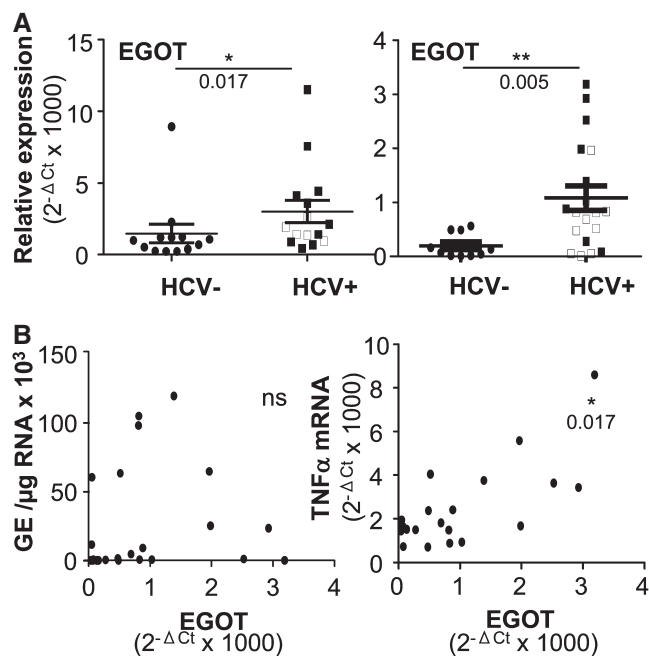 A
Relative expression
(2-ΔCt x 1000)
15
10
5
0
EGOT
*
0.017
HCV-
HCV+
4
3
2
1
0
EGOT
**
0.005
HCV-
HCV+
B
GE /µg RNA x 10³
150
100
50
0
ns
0
1
2
3
4
EGOT
(2-ΔCt x 1000)
TNFα mRNA
(2-ΔCt x 1000)
10
8
6
4
2
0
*
0.017
0
1
2
3
4
EGOT
(2-ΔCt x 1000)